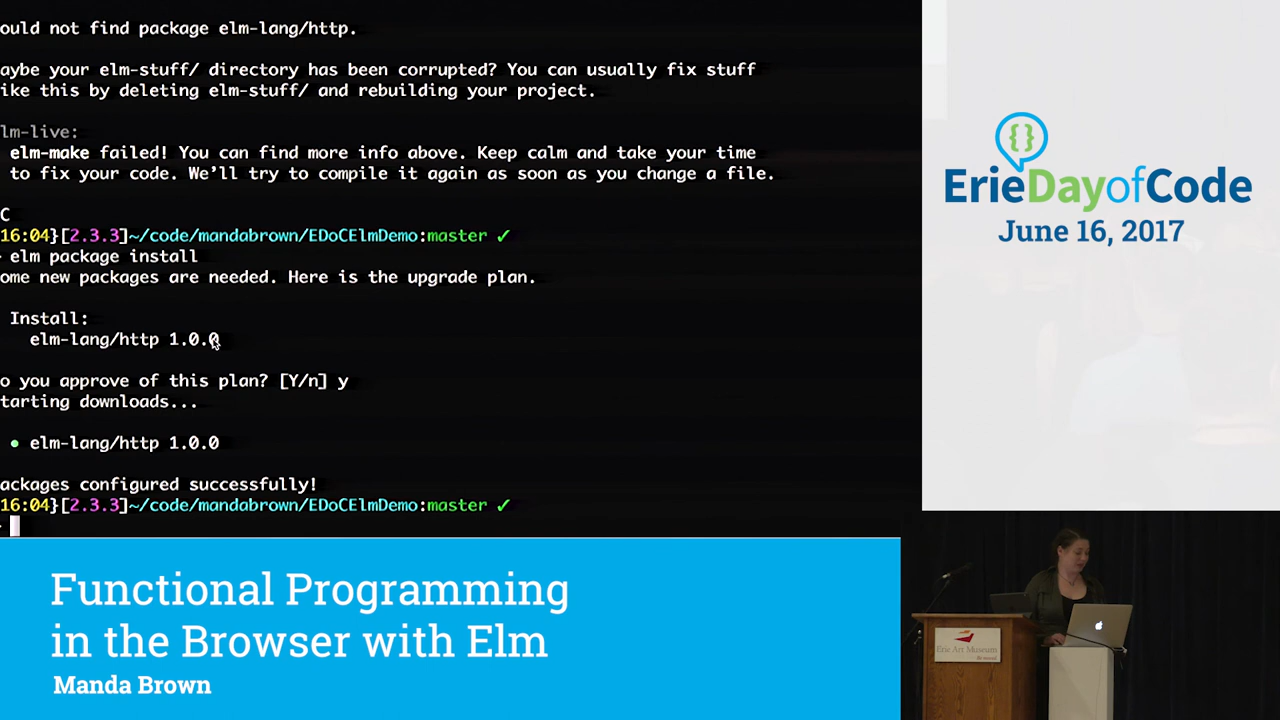 ould not find package elm-lang/http.
aybe your elm-stuff/ directory has been corrupted? You can usually fix stuff
ike this by deleting elm-stuff/ and rebuilding your project.
lm-live:
elm-make failed! You can find more info above. Keep calm and take your time
to fix your code. We’ll try to compile it again as soon as you change a file.
C
16:04}[2.3.3]~/code/mandabrown/EDoCElmDemo:master ✓
elm package install
ome new packages are needed. Here is the upgrade plan.
Install:
elm-lang/http 1.0.0
o you approve of this plan? [Y/n] y
tarting downloads...
● elm-lang/http 1.0.0
ackages configured successfully!
16:04}[2.3.3]~/code/mandabrown/EDoCElmDemo:master ✓
{}
ErieDayofCode
June 16, 2017
Functional Programming
in the Browser with Elm
Manda Brown
Erie Art Museum